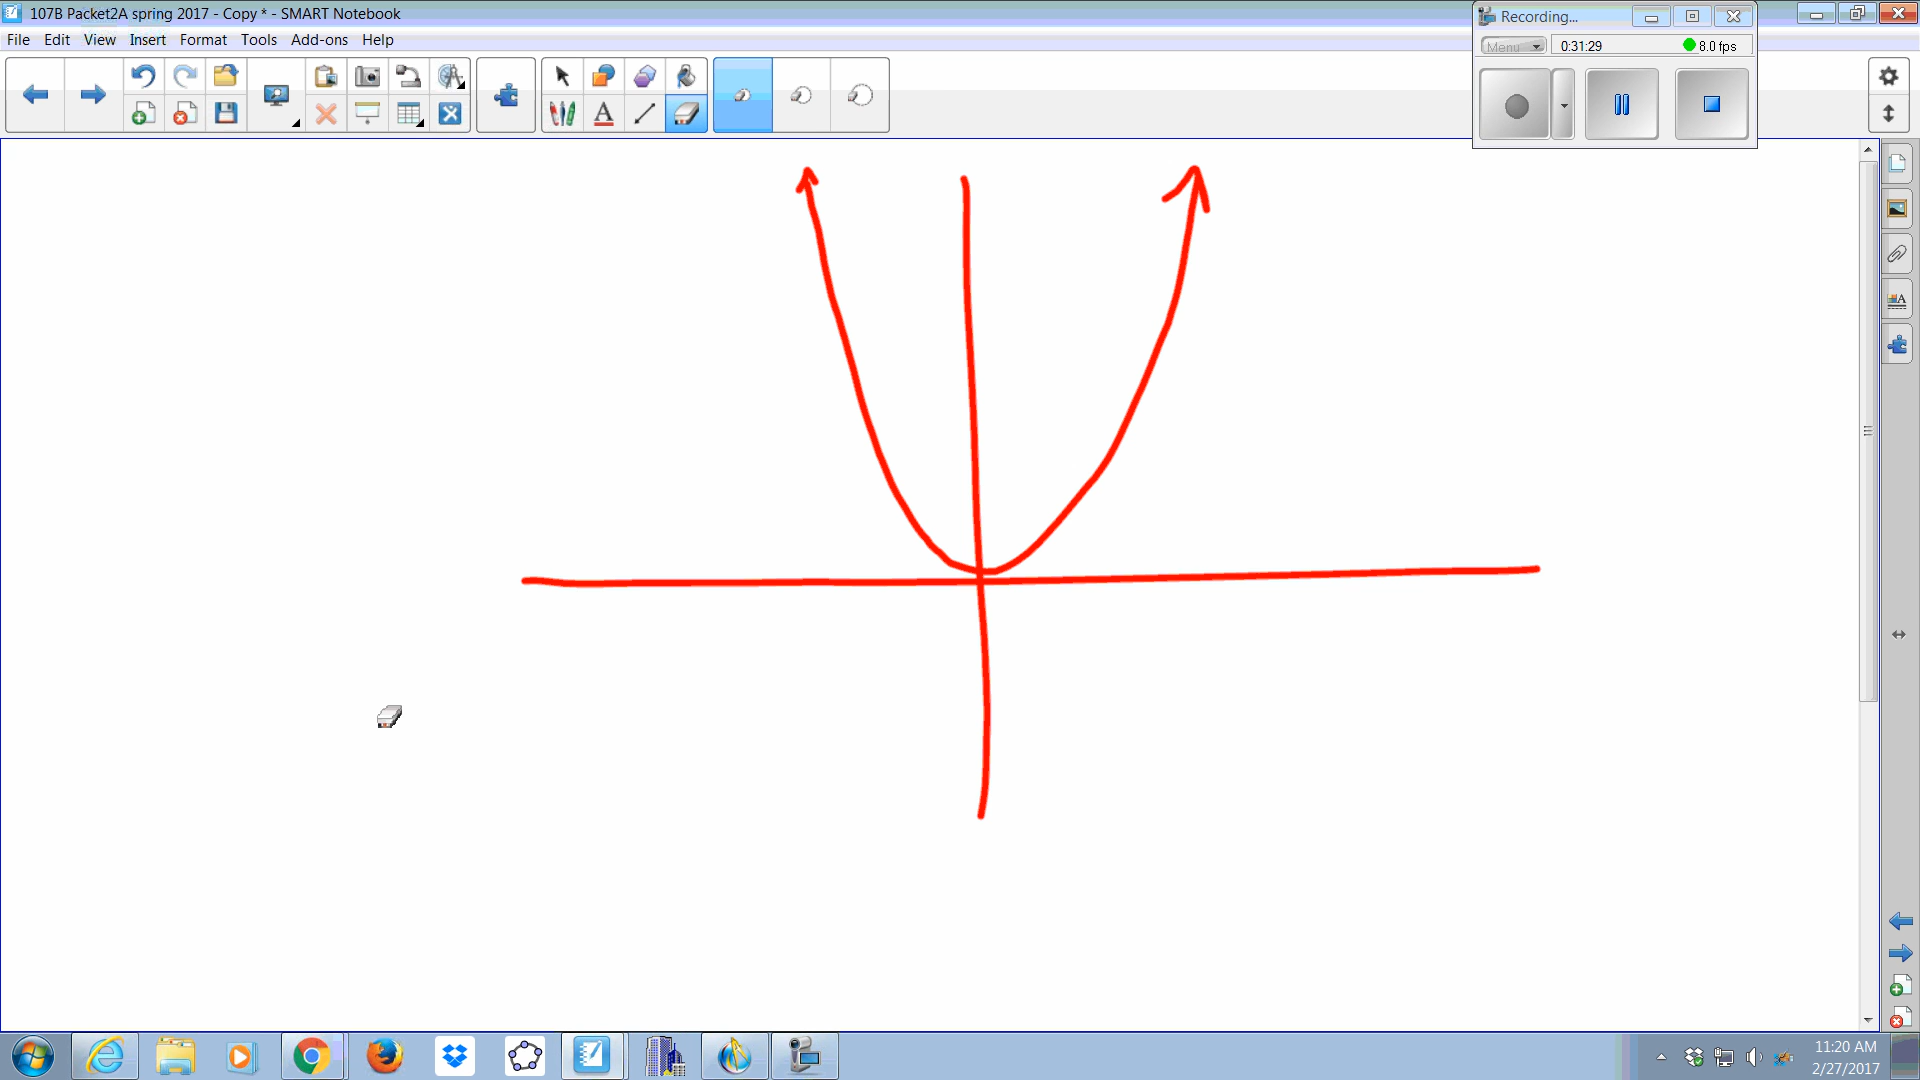 107B Packet2A spring 2017 - Copy * - SMART Notebook
Recording...
File Edit View Insert Format Tools Add-ons Help
Menu
0:31:29
8.0 fps
A
A
11:20 AM
2/27/2017